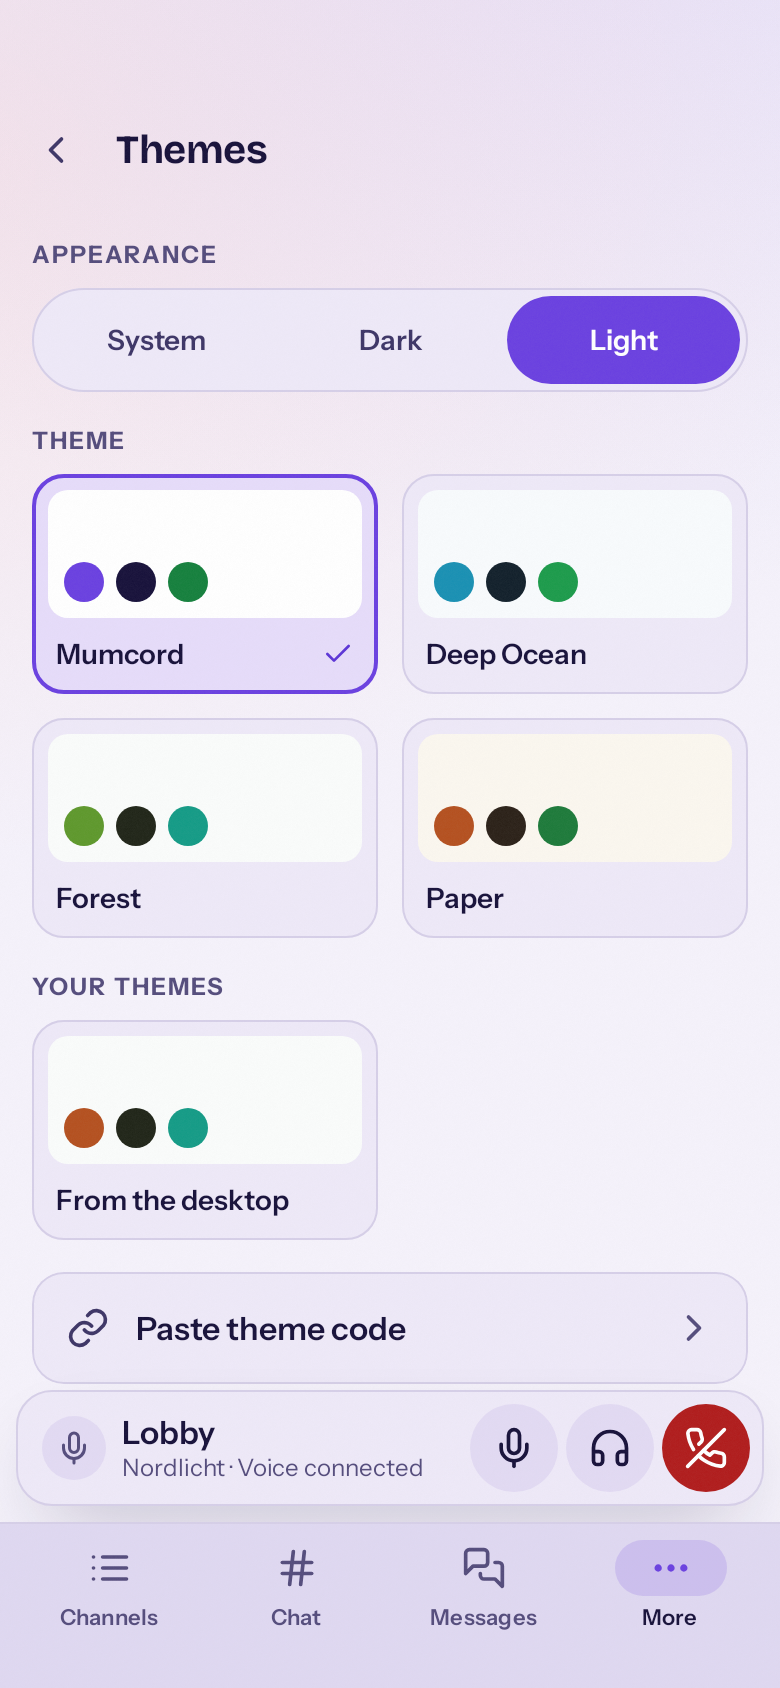 Themes
APPEARANCE
System
Dark
Light
THEME
Mumcord
Deep Ocean
Forest
Paper
YOUR THEMES
From the desktop
Paste theme code
Lobby
Nordlicht · Voice connected
Channels
Chat
Messages
More